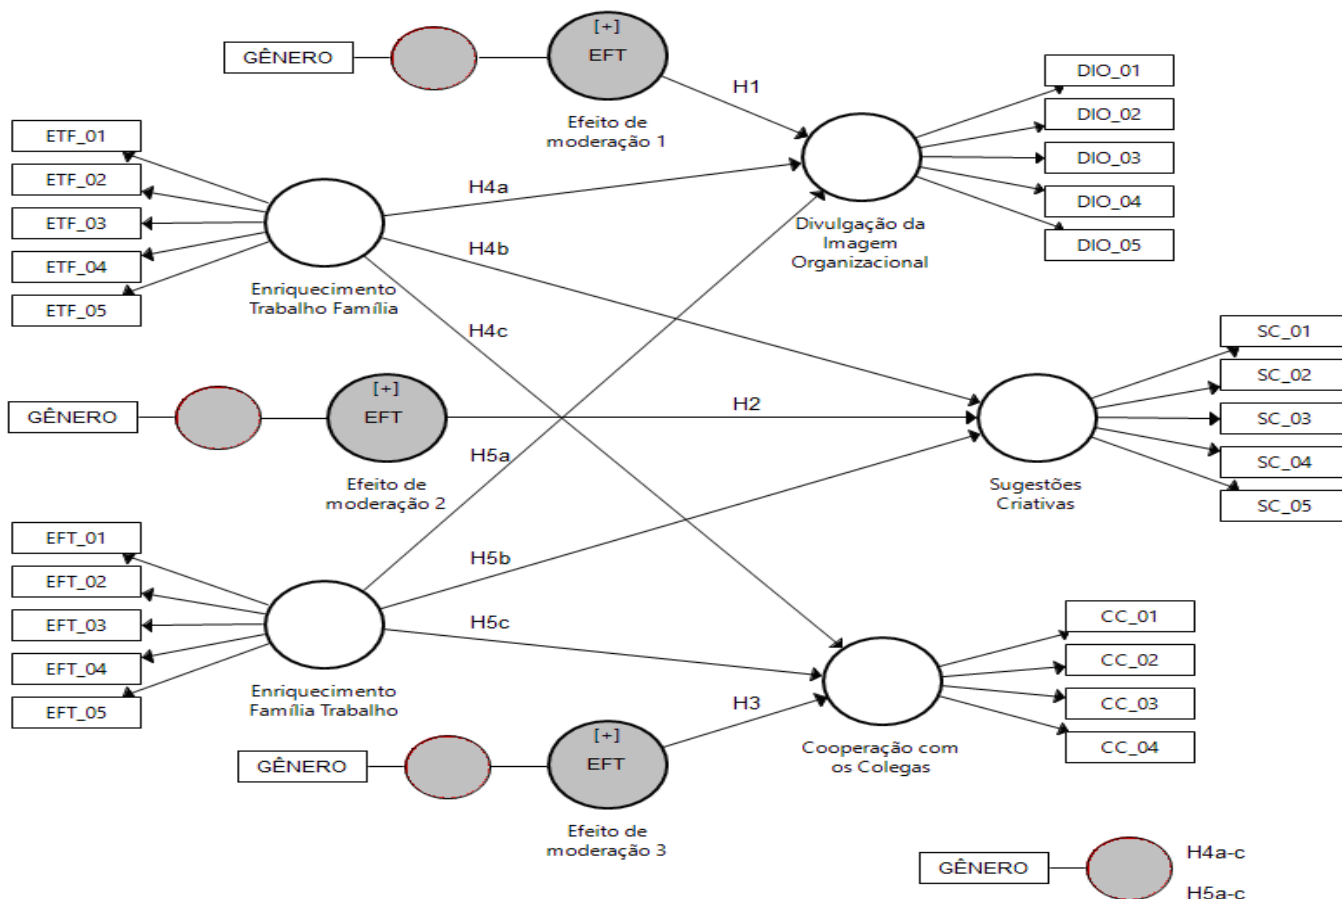 GÊNERO
[+]
EFT
Efeito de
moderação 1
H1
DIO_01
DIO_02
DIO_03
DIO_04
DIO_05
Divulgação da
Imagem
Organizacional
ETF_01
ETF_02
ETF_03
ETF_04
ETF_05
Enriquecimento
Trabalho Família
H4a
H4b
H4c
GÊNERO
[+]
EFT
Efeito de
moderação 2
H2
SC_01
SC_02
SC_03
SC_04
SC_05
Sugestões
Criativas
EFT_01
EFT_02
EFT_03
EFT_04
EFT_05
Enriquecimento
Família Trabalho
H5a
H5b
H5c
CC_01
CC_02
CC_03
CC_04
Cooperação com
os Colegas
GÊNERO
[+]
EFT
Efeito de
moderação 3
H3
GÊNERO
H4a-c
H5a-c